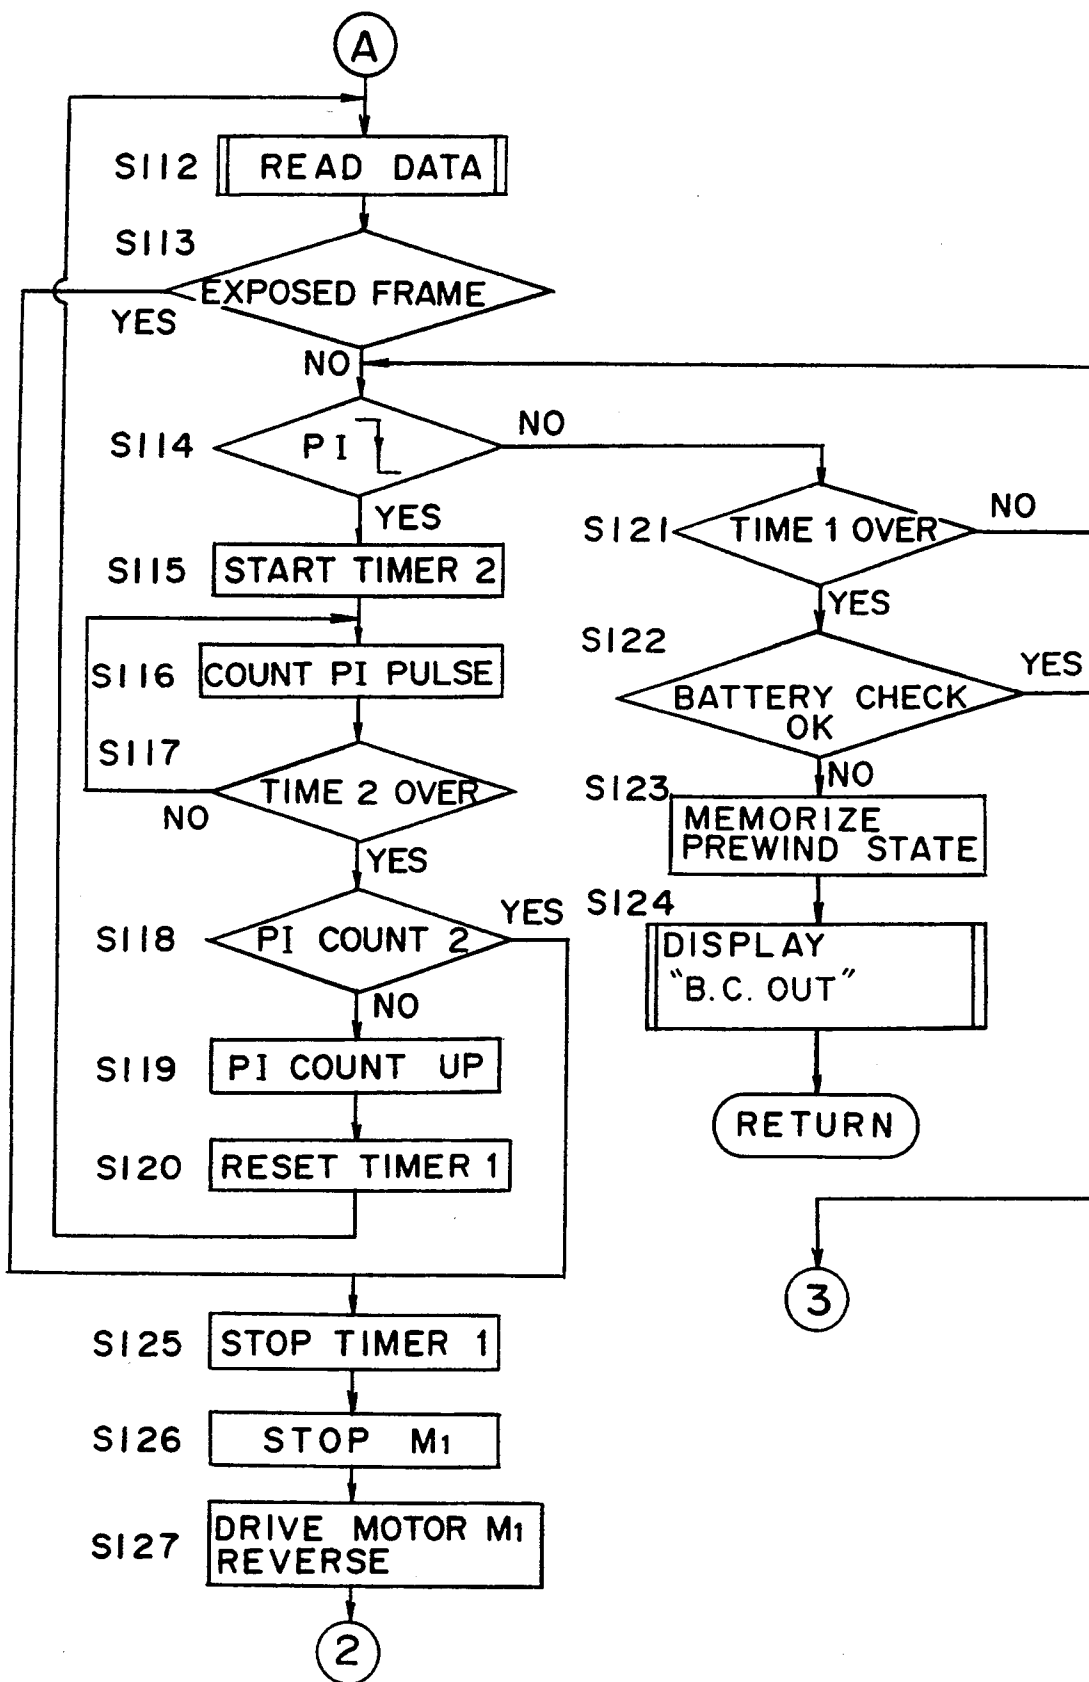 A
S112
READ DATA
S113
EXPOSED FRAME
YES
NO
S114
PI
NO
YES
S115
START TIMER 2
S116
COUNT PI PULSE
S117
TIME 2 OVER
NO
YES
S118
PI COUNT 2
YES
NO
S119
PI COUNT UP
S120
RESET TIMER 1
S121
TIME 1 OVER
NO
YES
S122
BATTERY CHECK
OK
YES
NO
S123
MEMORIZE
PREWIND STATE
S124
DISPLAY
"B.C. OUT"
RETURN
3
S125
STOP TIMER 1
S126
STOP M1
S127
DRIVE MOTOR M1
REVERSE
2